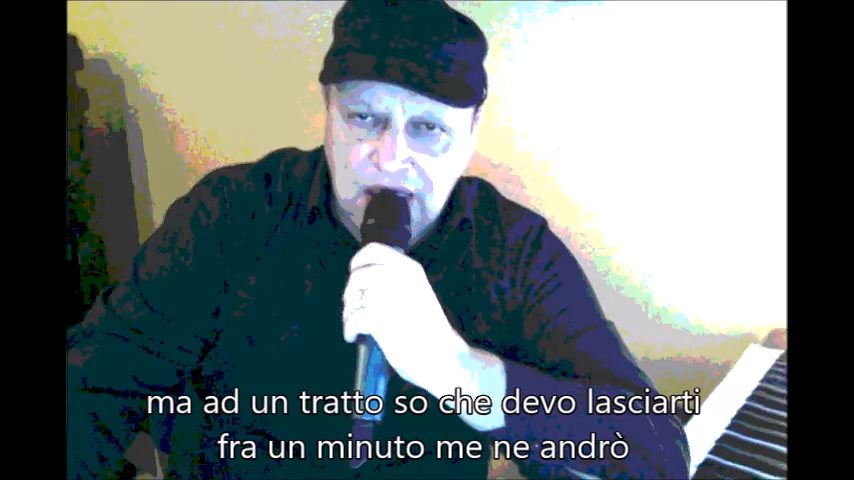 ma ad un tratto so che devo lasciarti
fra un minuto me ne andrò